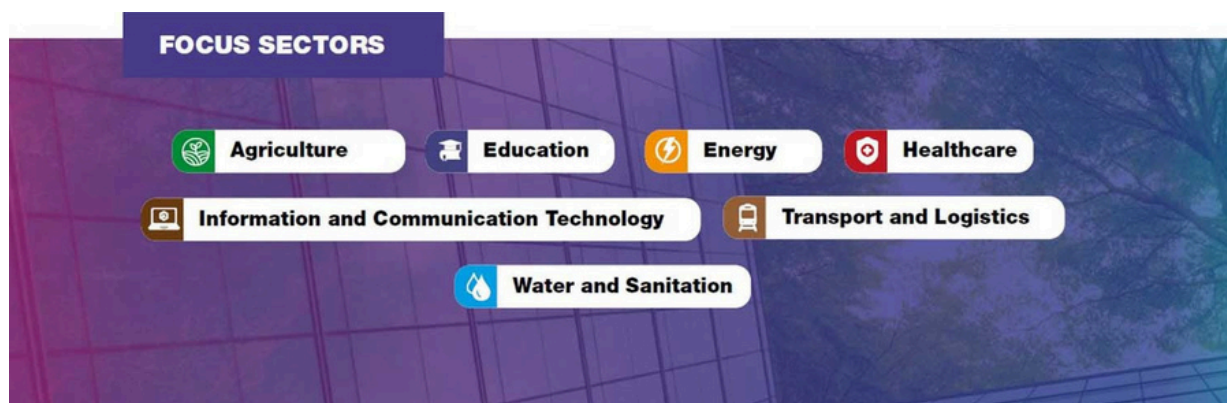 FOCUS SECTORS
Agriculture
Education
Energy
Healthcare
Information and Communication Technology
Transport and Logistics
Water and Sanitation